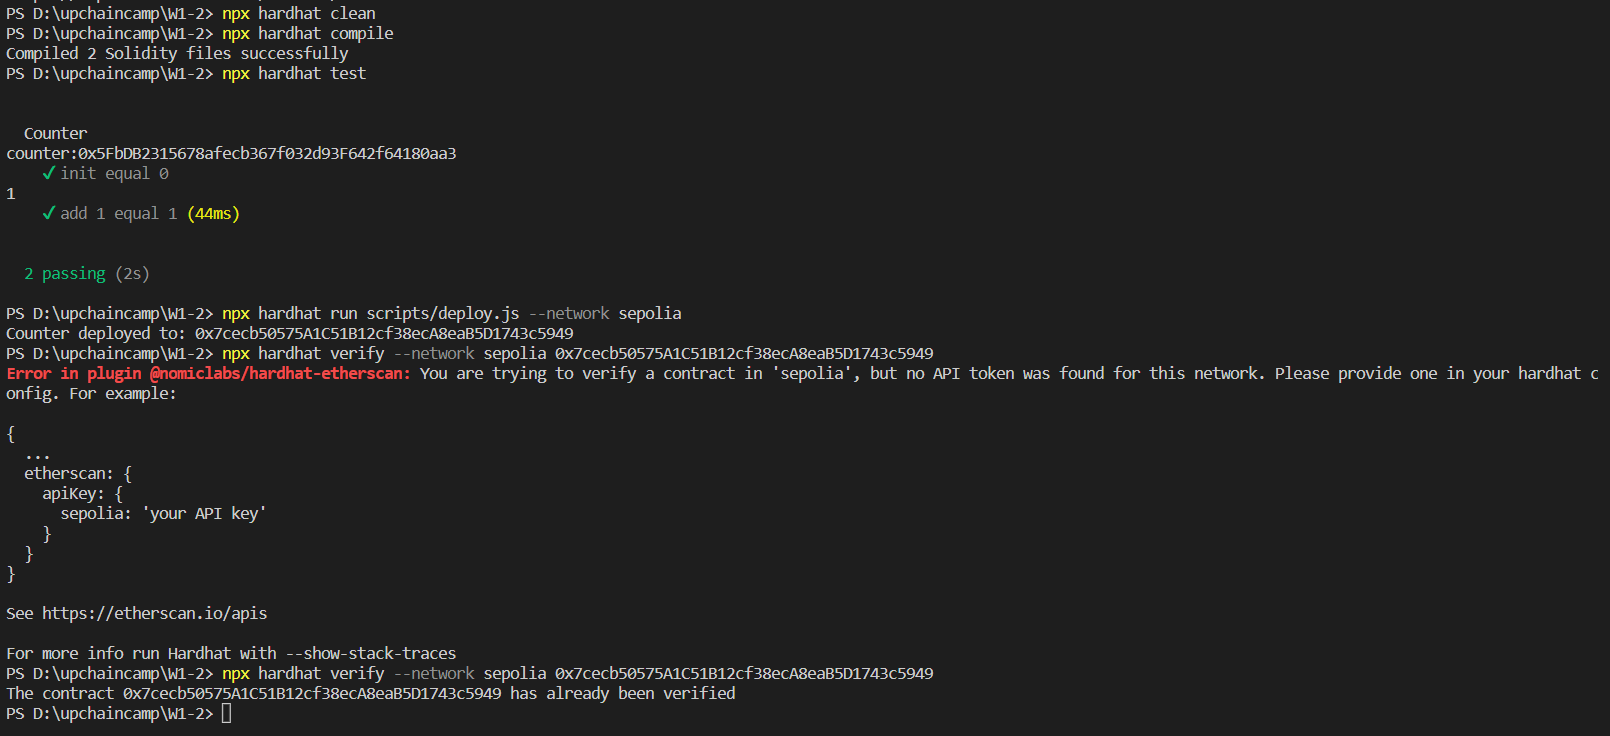 PS D:\upchaincamp\W1-2> npx hardhat clean
PS D:\upchaincamp\W1-2> npx hardhat compile
Compiled 2 Solidity files successfully
PS D:\upchaincamp\W1-2> npx hardhat test
Counter
counter:0x5FbDB2315678afecb367f032d93F642f64180aa3
✓ init equal 0
1
✓ add 1 equal 1 (44ms)
2 passing (2s)
PS D:\upchaincamp\W1-2> npx hardhat run scripts/deploy.js --network sepolia
Counter deployed to: 0x7cecb50575A1C51B12cf38ecA8eaB5D1743c5949
PS D:\upchaincamp\W1-2> npx hardhat verify --network sepolia 0x7cecb50575A1C51B12cf38ecA8eaB5D1743c5949
Error in plugin @nomiclabs/hardhat-etherscan: You are trying to verify a contract in 'sepolia', but no API token was found for this network. Please provide one in your hardhat c
onfig. For example:
{
...
etherscan: {
apiKey: {
sepolia: 'your API key'
}
}
}
See https://etherscan.io/apis
For more info run Hardhat with --show-stack-traces
PS D:\upchaincamp\W1-2> npx hardhat verify --network sepolia 0x7cecb50575A1C51B12cf38ecA8eaB5D1743c5949
The contract 0x7cecb50575A1C51B12cf38ecA8eaB5D1743c5949 has already been verified
PS D:\upchaincamp\W1-2>